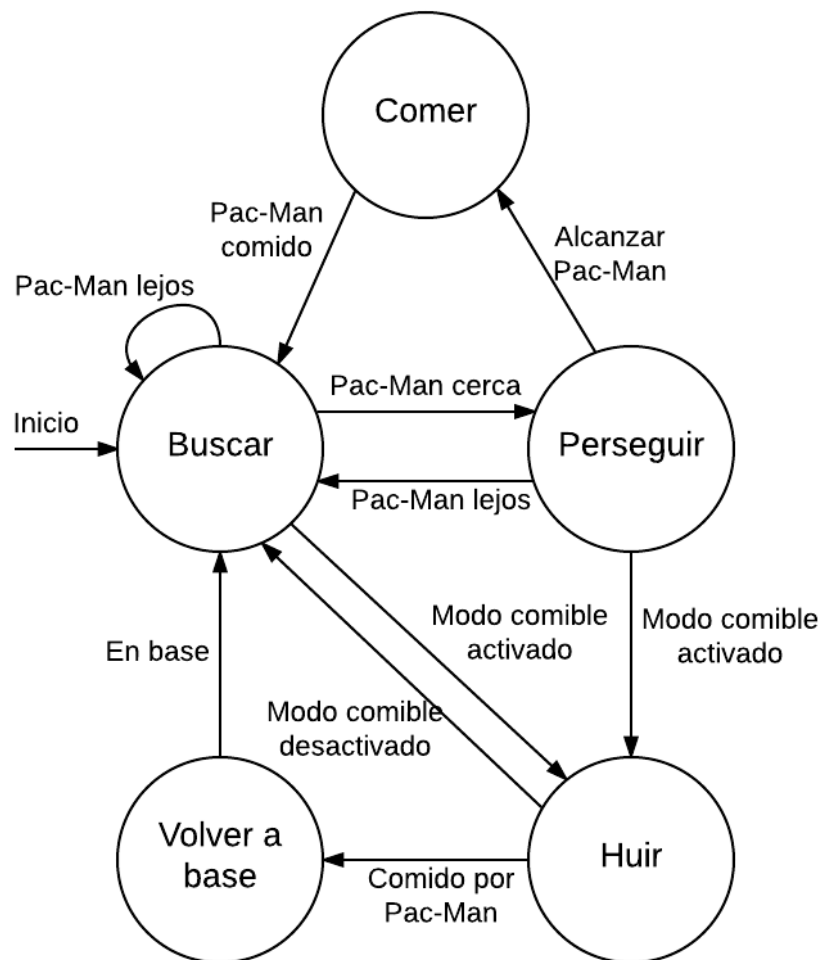 Comer
Pac-Man
comido
Alcanzar
Pac-Man
Pac-Man lejos
Inicio
Buscar
Pac-Man cerca
Perseguir
Pac-Man lejos
En base
Modo comible
activado
Modo comible
activado
Modo comible
desactivado
Volver a
base
Comido por
Pac-Man
Huir